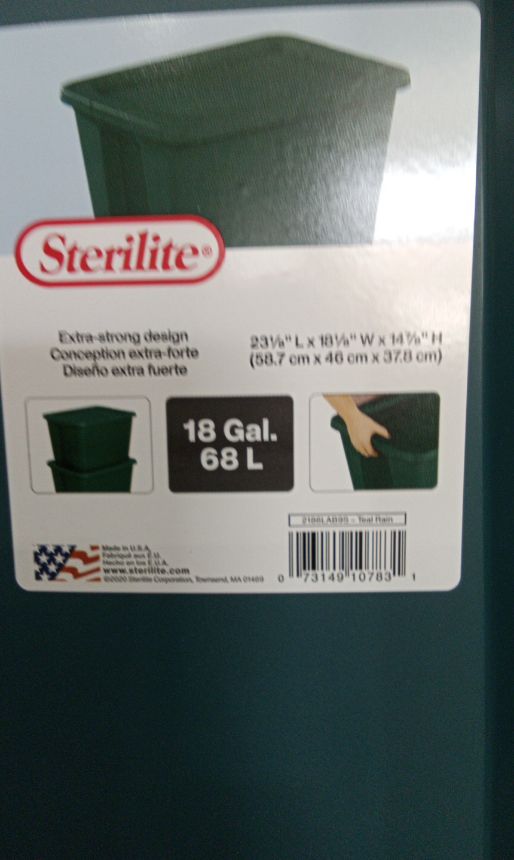 Sterilite®
Extra-strong design
Conception extra-forte
Diseño extra fuerte
23⅛" L x 18⅛" W x 14⅞" H
(58.7 cm x 46 cm x 37.8 cm)
18 Gal.
68 L
Teal Rain
Made in U.S.A.
Fabriqué aux É.U.
Hecho en los E.U.A.
www.sterilite.com
©2020 Sterilite Corporation, Townsend, MA 01469
0 73149 10783 1